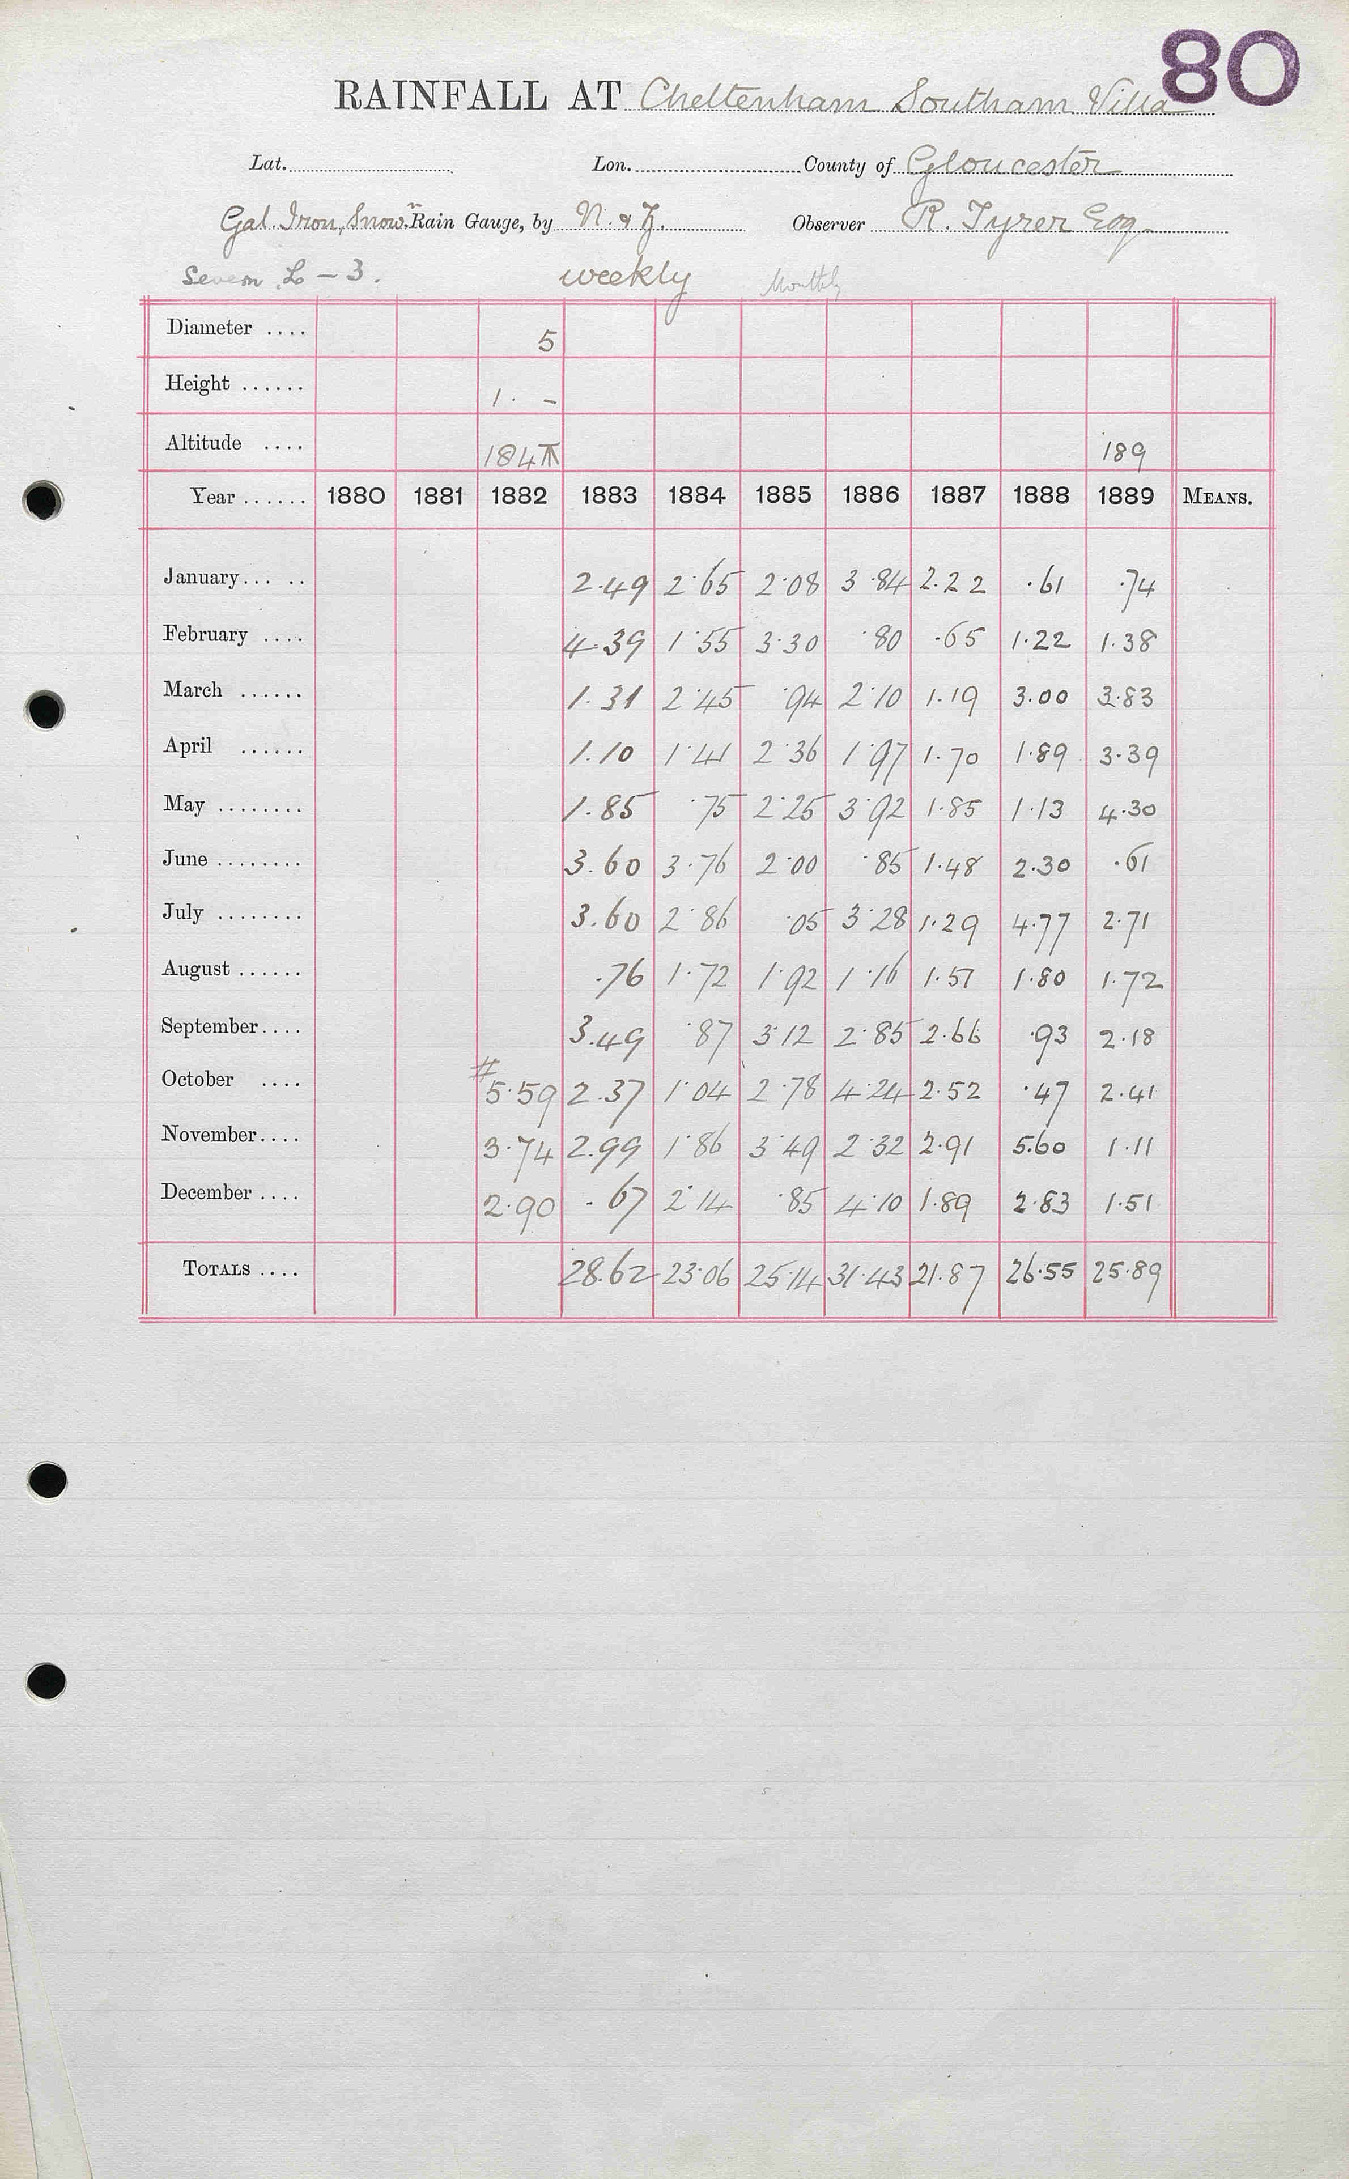 80
RAINFALL AT Cheltenham Southam Villa
Lat. Lon. County of Gloucester
Gal. Iron, Snowⁿ Rain Gauge, by N. & Z. Observer R. Tyrer Esq
Severn L – 3. weekly Monthly
Diameter .... 5
Height ...... 1. –
Altitude .... 184 189
Year ...... 1880 1881 1882 1883 1884 1885 1886 1887 1888 1889 MEANS.
January... .. 2.49 2.65 2.08 3.84 2.22 .61 .74
February .... 4.39 1.55 3.30 .80 .65 1.22 1.38
March ...... 1.31 2.45 .94 2.10 1.19 3.00 3.83
April ...... 1.10 1.41 2.36 1.97 1.70 1.89 3.39
May ........ 1.85 .75 2.25 3.92 1.85 1.13 4.30
June ........ 3.60 3.76 2.00 .85 1.48 2.30 .61
July ........ 3.60 2.86 .05 3.28 1.29 4.77 2.71
August ...... .76 1.72 1.92 1.16 1.51 1.80 1.72
September.... 3.49 .87 3.12 2.85 2.66 .93 2.18
October .... # 5.59 2.37 1.04 2.78 4.24 2.52 .47 2.41
November.... 3.74 2.99 1.86 3.49 2.32 2.91 5.60 1.11
December .... 2.90 .67 2.14 .85 4.10 1.89 2.83 1.51
TOTALS .... 28.62 23.06 25.14 31.43 21.87 26.55 25.89